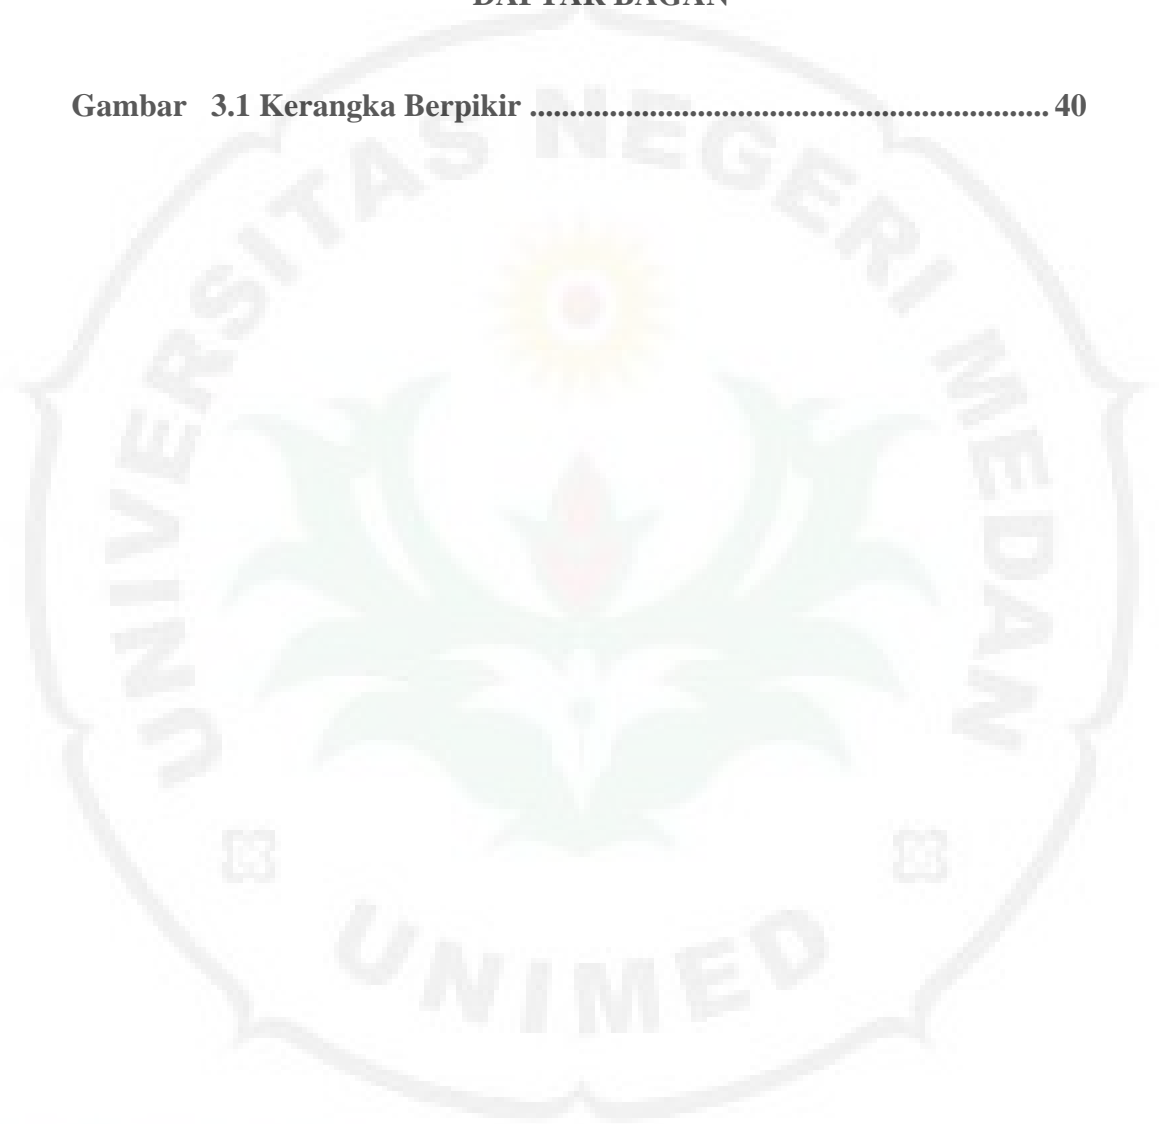 DAFTAR BAGAN
Gambar 3.1 Kerangka Berpikir ................................................................ 40
UNIVERSITAS NEGERI MEDAN
UNIMED